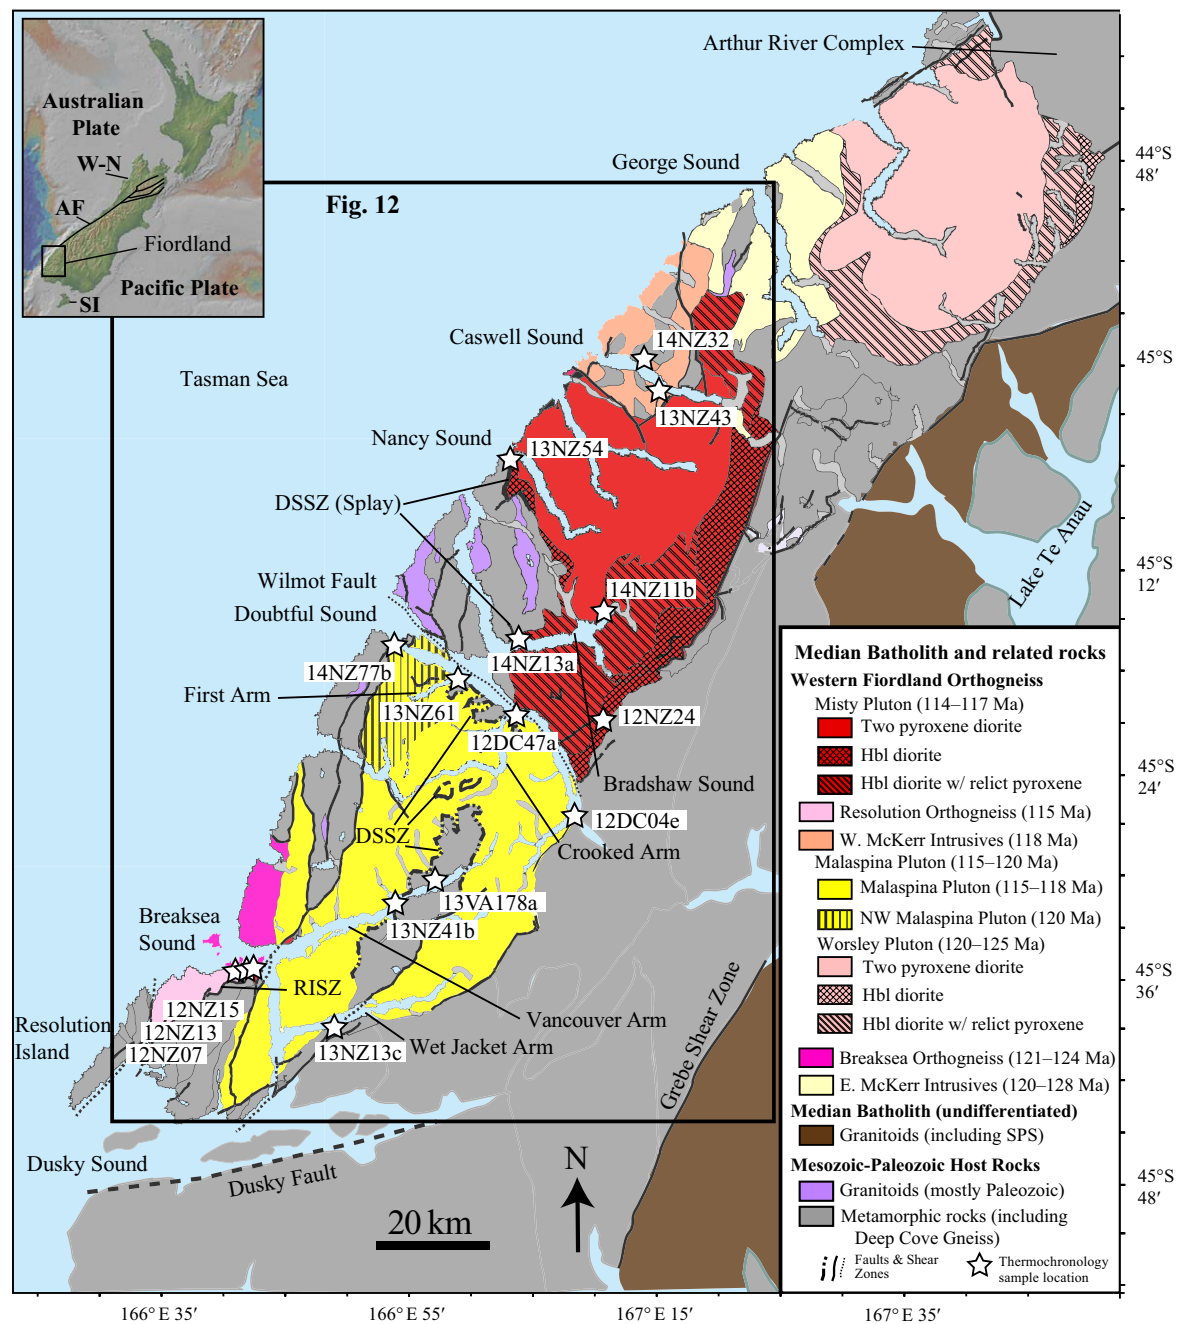 Australian
Plate
W-N
AF
Fiordland
Pacific Plate
SI
Arthur River Complex
George Sound
Fig. 12
44°S
48′
Caswell Sound
14NZ32
45°S
Tasman Sea
13NZ43
Nancy Sound
13NZ54
DSSZ (Splay)
Lake Te Anau
45°S
12′
Wilmot Fault
14NZ11b
Doubtful Sound
14NZ77b
14NZ13a
First Arm
13NZ61
12NZ24
12DC47a
Bradshaw Sound
45°S
24′
12DC04e
DSSZ
Crooked Arm
13VA178a
Breaksea
Sound
13NZ41b
RISZ
12NZ15
12NZ13
12NZ07
Resolution
Island
Vancouver Arm
Wet Jacket Arm
13NZ13c
Grebe Shear Zone
45°S
36′
Dusky Sound
Dusky Fault
N
20 km
45°S
48′
Median Batholith and related rocks
Western Fiordland Orthogneiss
Misty Pluton (114–117 Ma)
Two pyroxene diorite
Hbl diorite
Hbl diorite w/ relict pyroxene
Resolution Orthogneiss (115 Ma)
W. McKerr Intrusives (118 Ma)
Malaspina Pluton (115–120 Ma)
Malaspina Pluton (115–118 Ma)
NW Malaspina Pluton (120 Ma)
Worsley Pluton (120–125 Ma)
Two pyroxene diorite
Hbl diorite
Hbl diorite w/ relict pyroxene
Breaksea Orthogneiss (121–124 Ma)
E. McKerr Intrusives (120–128 Ma)
Median Batholith (undifferentiated)
Granitoids (including SPS)
Mesozoic-Paleozoic Host Rocks
Granitoids (mostly Paleozoic)
Metamorphic rocks (including
Deep Cove Gneiss)
Faults & Shear
Zones
Thermochronology
sample location
166° E 35′
166° E 55′
167° E 15′
167° E 35′